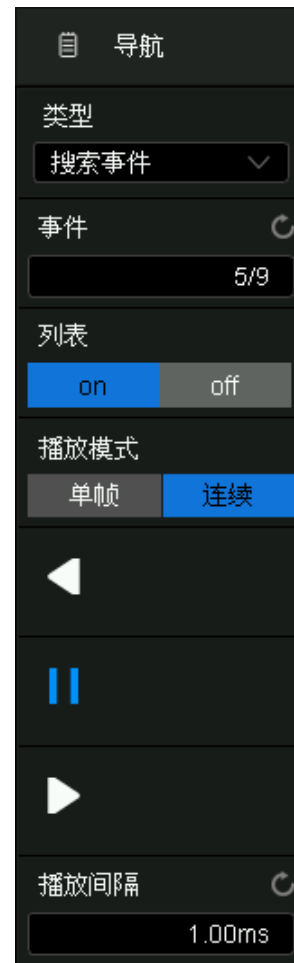 导航
类型
搜索事件
事件
5/9
列表
on off
播放模式
单帧 连续
播放间隔
1.00ms